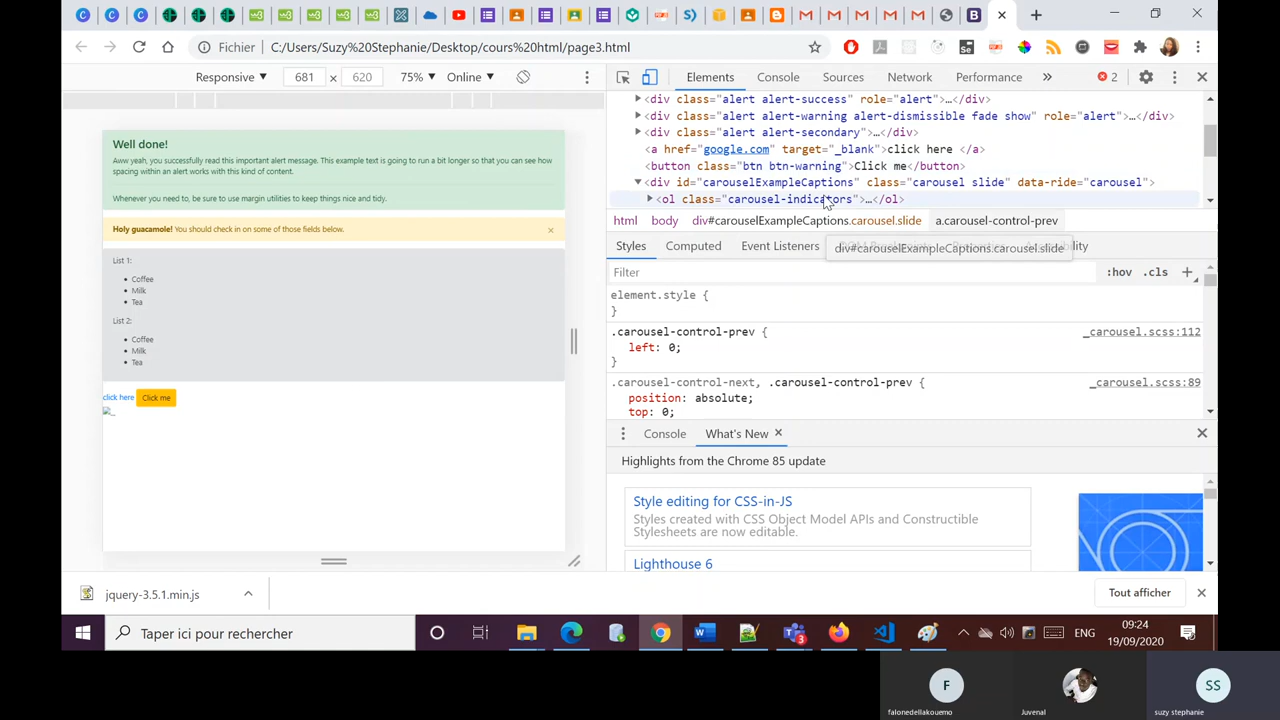 Fichier
C:/Users/Suzy%20Stephanie/Desktop/cours%20html/page3.html
Responsive 681 × 620 75% Online
Elements Console Sources Network Performance » 2
Well done!
Aww yeah, you successfully read this important alert message. This example text is going to run a bit longer so that you can see how
spacing within an alert works with this kind of content.
Whenever you need to, be sure to use margin utilities to keep things nice and tidy.
Holy guacamole! You should check in on some of those fields below. ×
List 1:
Coffee
Milk
Tea
List 2:
Coffee
Milk
Tea
click here Click me
<div class="alert alert-success" role="alert">…</div>
<div class="alert alert-warning alert-dismissible fade show" role="alert">…</div>
<div class="alert alert-secondary">…</div>
<a href="google.com" target="_blank">click here </a>
<button class="btn btn-warning">Click me</button>
<div id="carouselExampleCaptions" class="carousel slide" data-ride="carousel">
<ol class="carousel-indicators">…</ol>
html body div#carouselExampleCaptions.carousel.slide a.carousel-control-prev
Styles Computed Event Listeners
div#carouselExampleCaptions.carousel.slide
Filter :hov .cls +
element.style {
}
.carousel-control-prev { _carousel.scss:112
left: 0;
}
.carousel-control-next, .carousel-control-prev { _carousel.scss:89
position: absolute;
top: 0;
Console What's New ×
Highlights from the Chrome 85 update
Style editing for CSS-in-JS
Styles created with CSS Object Model APIs and Constructible
Stylesheets are now editable.
Lighthouse 6
jquery-3.5.1.min.js
Tout afficher
Taper ici pour rechercher
ENG
09:24
19/09/2020
F
SS
falonedellakouemo
Juvenal
suzy stephanie